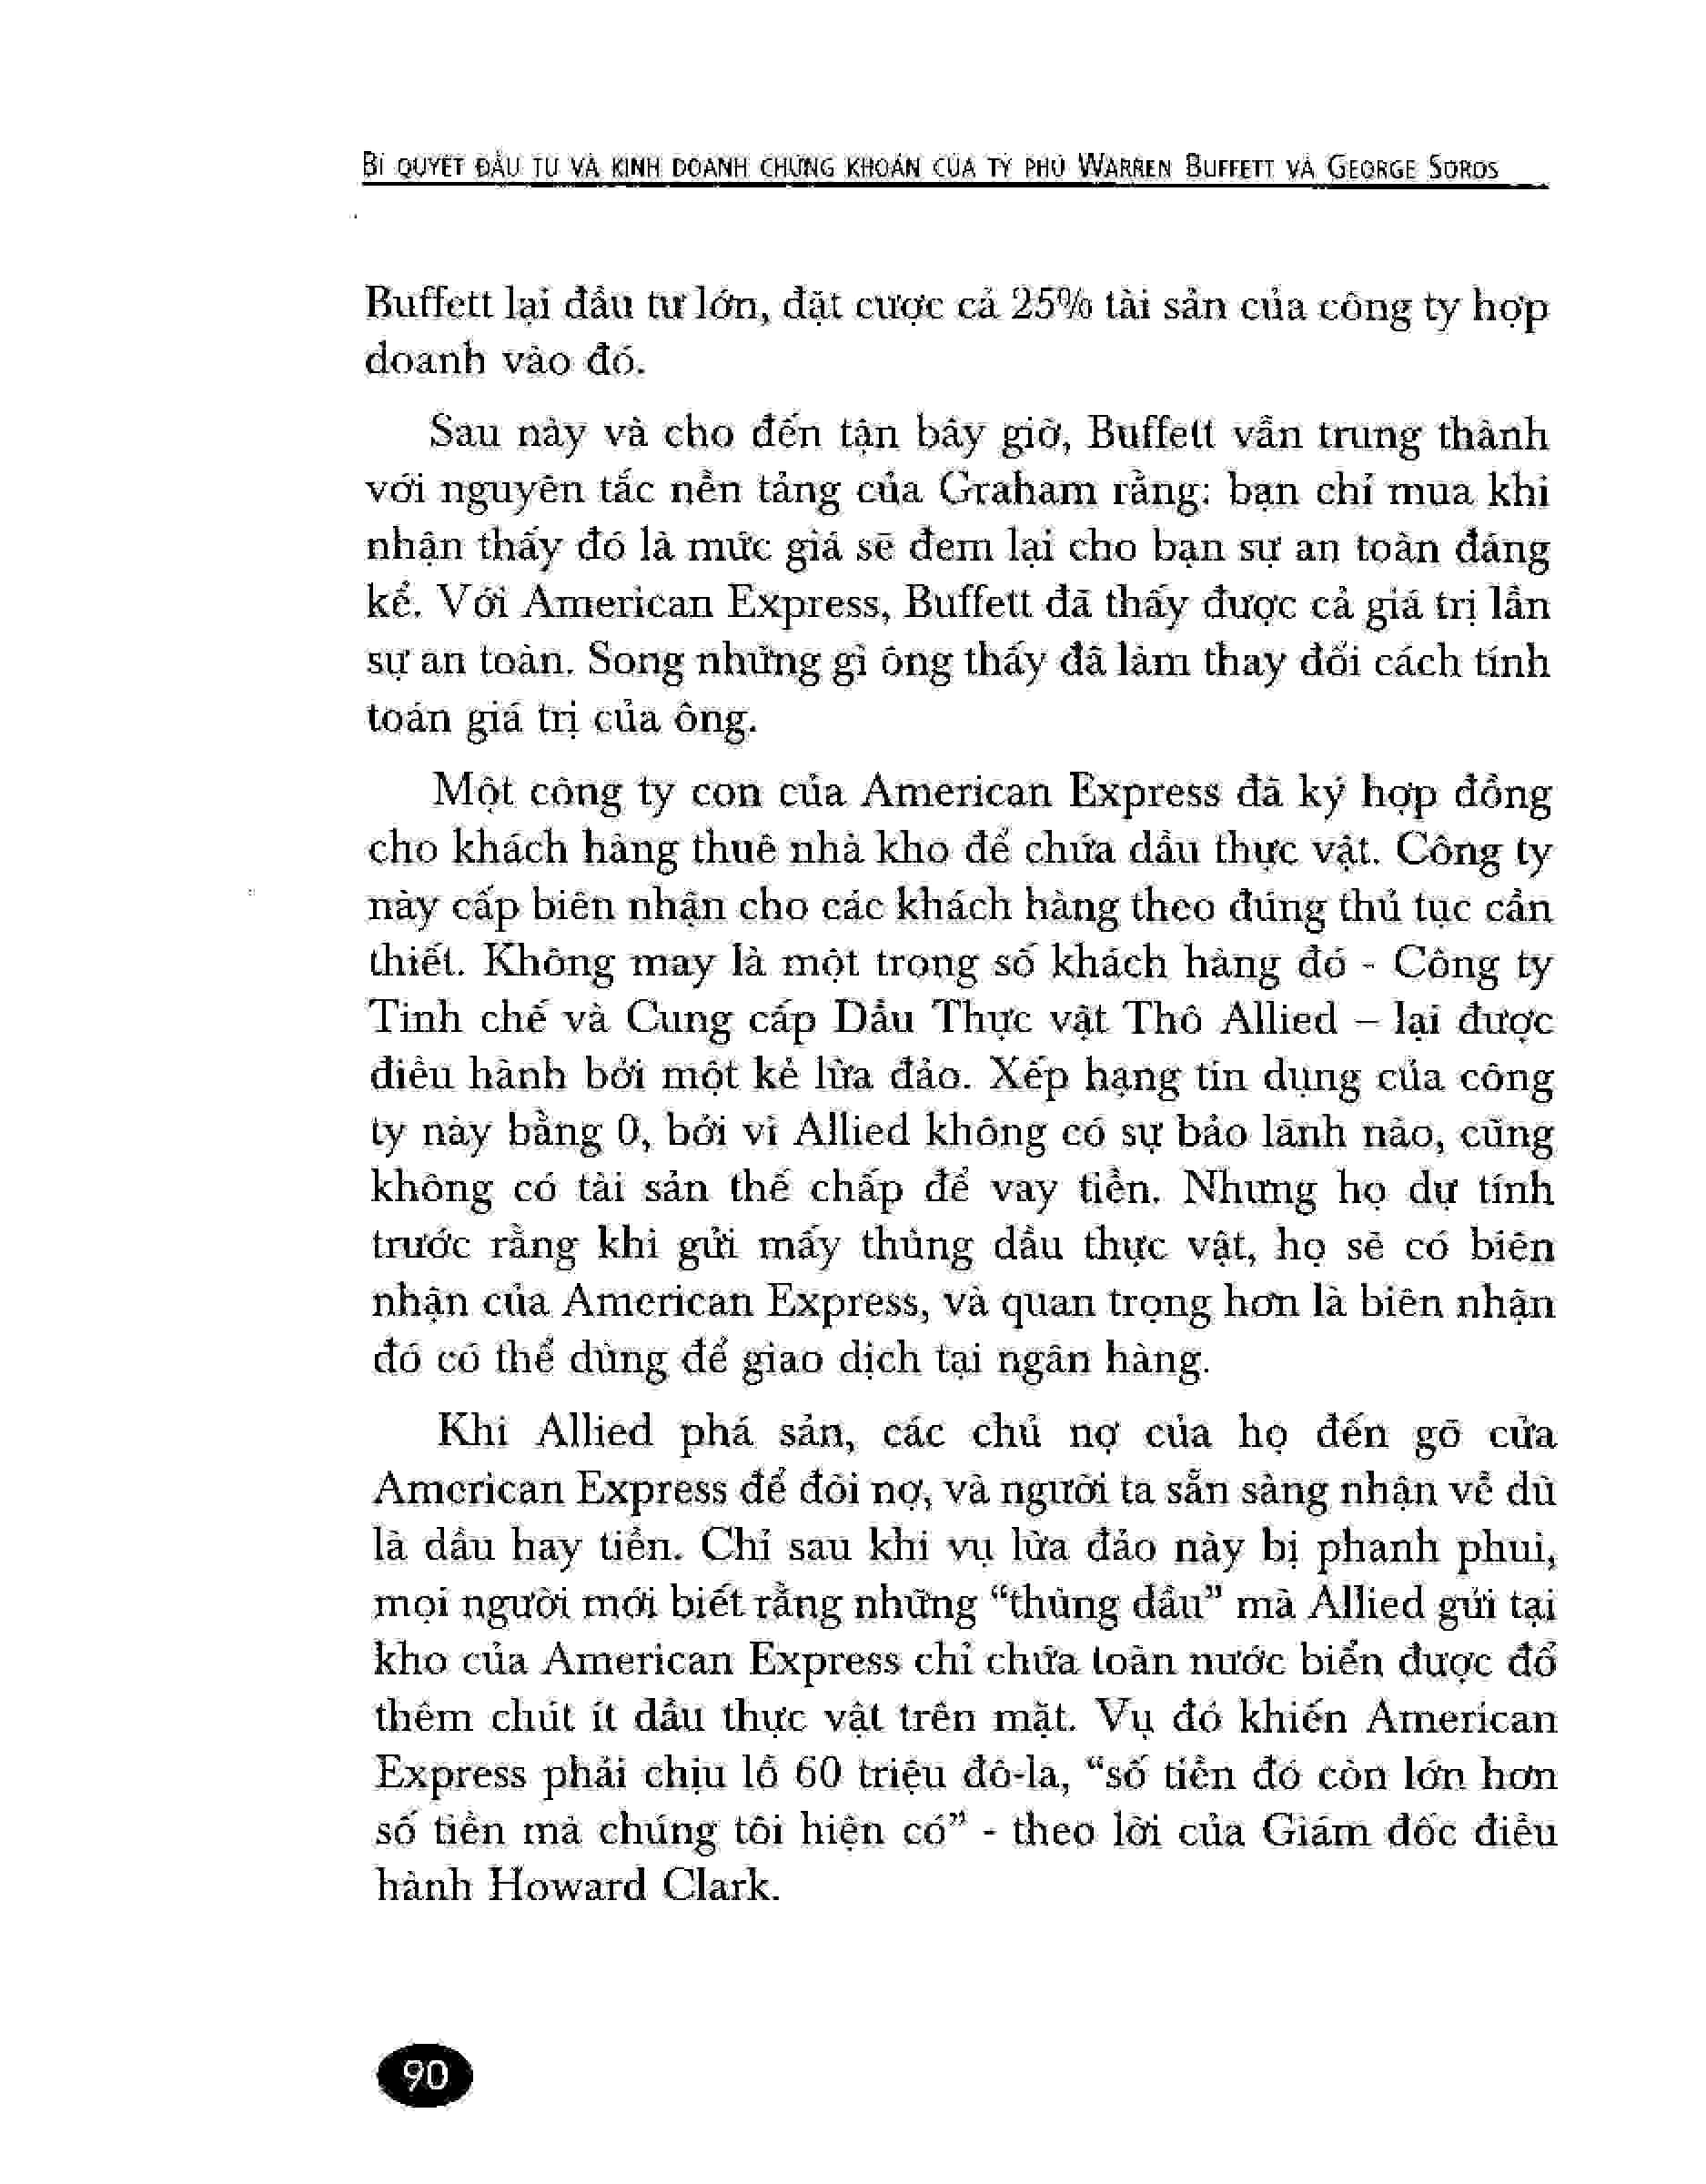 BÍ QUYẾT ĐẦU TƯ VÀ KINH DOANH CHỨNG KHOÁN CỦA TỶ PHÚ WARREN BUFFETT VÀ GEORGE SOROS
Buffett lại đầu tư lớn, đặt cược cả 25% tài sản của công ty hợp
doanh vào đó.
Sau này và cho đến tận bây giờ, Buffett vẫn trung thành
với nguyên tắc nền tảng của Graham rằng: bạn chỉ mua khi
nhận thấy đó là mức giá sẽ đem lại cho bạn sự an toàn đáng
kể. Với American Express, Buffett đã thấy được cả giá trị lẫn
sự an toàn. Song những gì ông thấy đã làm thay đổi cách tính
toán giá trị của ông.
Một công ty con của American Express đã ký hợp đồng
cho khách hàng thuê nhà kho để chứa dầu thực vật. Công ty
này cấp biên nhận cho các khách hàng theo đúng thủ tục cần
thiết. Không may là một trong số khách hàng đó - Công ty
Tinh chế và Cung cấp Dầu Thực vật Thô Allied – lại được
điều hành bởi một kẻ lừa đảo. Xếp hạng tín dụng của công
ty này bằng 0, bởi vì Allied không có sự bảo lãnh nào, cũng
không có tài sản thế chấp để vay tiền. Nhưng họ dự tính
trước rằng khi gửi mấy thùng dầu thực vật, họ sẽ có biên
nhận của American Express, và quan trọng hơn là biên nhận
đó có thể dùng để giao dịch tại ngân hàng.
Khi Allied phá sản, các chủ nợ của họ đến gõ cửa
American Express để đòi nợ, và người ta sẵn sàng nhận về dù
là dầu hay tiền. Chỉ sau khi vụ lừa đảo này bị phanh phui,
mọi người mới biết rằng những “thùng dầu” mà Allied gửi tại
kho của American Express chỉ chứa toàn nước biển được đổ
thêm chút ít dầu thực vật trên mặt. Vụ đó khiến American
Express phải chịu lỗ 60 triệu đô-la, “số tiền đó còn lớn hơn
số tiền mà chúng tôi hiện có” - theo lời của Giám đốc điều
hành Howard Clark.
90